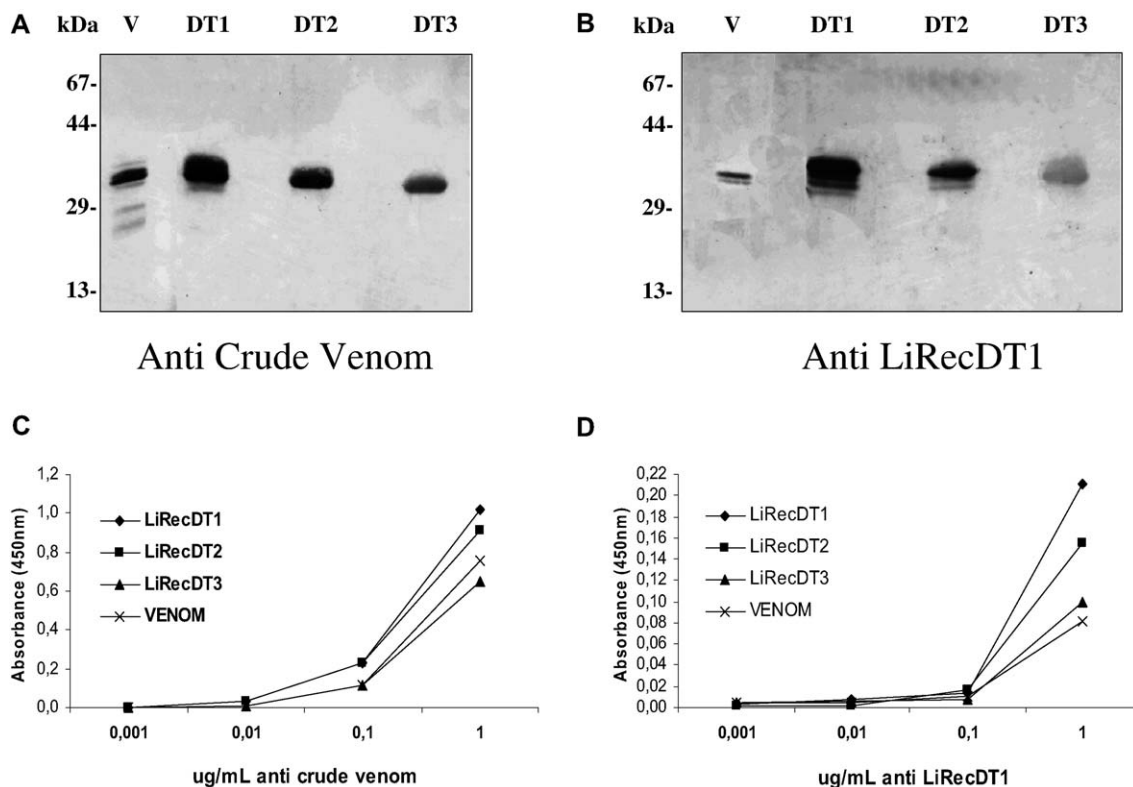 A kDa V DT1 DT2 DT3
67-
44-
29-
13-
Anti Crude Venom
B kDa V DT1 DT2 DT3
67-
44-
29-
13-
Anti LiRecDT1
C
1,2
1,0
0,8
0,6
0,4
0,2
0,0
Absorbance (450nm)
LiRecDT1
LiRecDT2
LiRecDT3
VENOM
0,001 0,01 0,1 1
ug/mL anti crude venom
D
0,22
0,20
0,18
0,16
0,14
0,12
0,10
0,08
0,06
0,04
0,02
0,00
Absorbance (450nm)
LiRecDT1
LiRecDT2
LiRecDT3
VENOM
0,001 0,01 0,1 1
ug/mL anti LiRecDT1